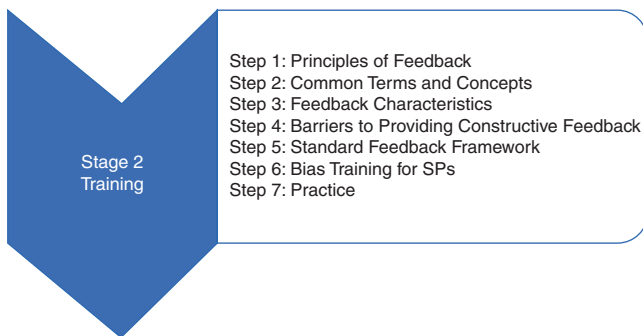 Stage 2
Training
Step 1: Principles of Feedback
Step 2: Common Terms and Concepts
Step 3: Feedback Characteristics
Step 4: Barriers to Providing Constructive Feedback
Step 5: Standard Feedback Framework
Step 6: Bias Training for SPs
Step 7: Practice